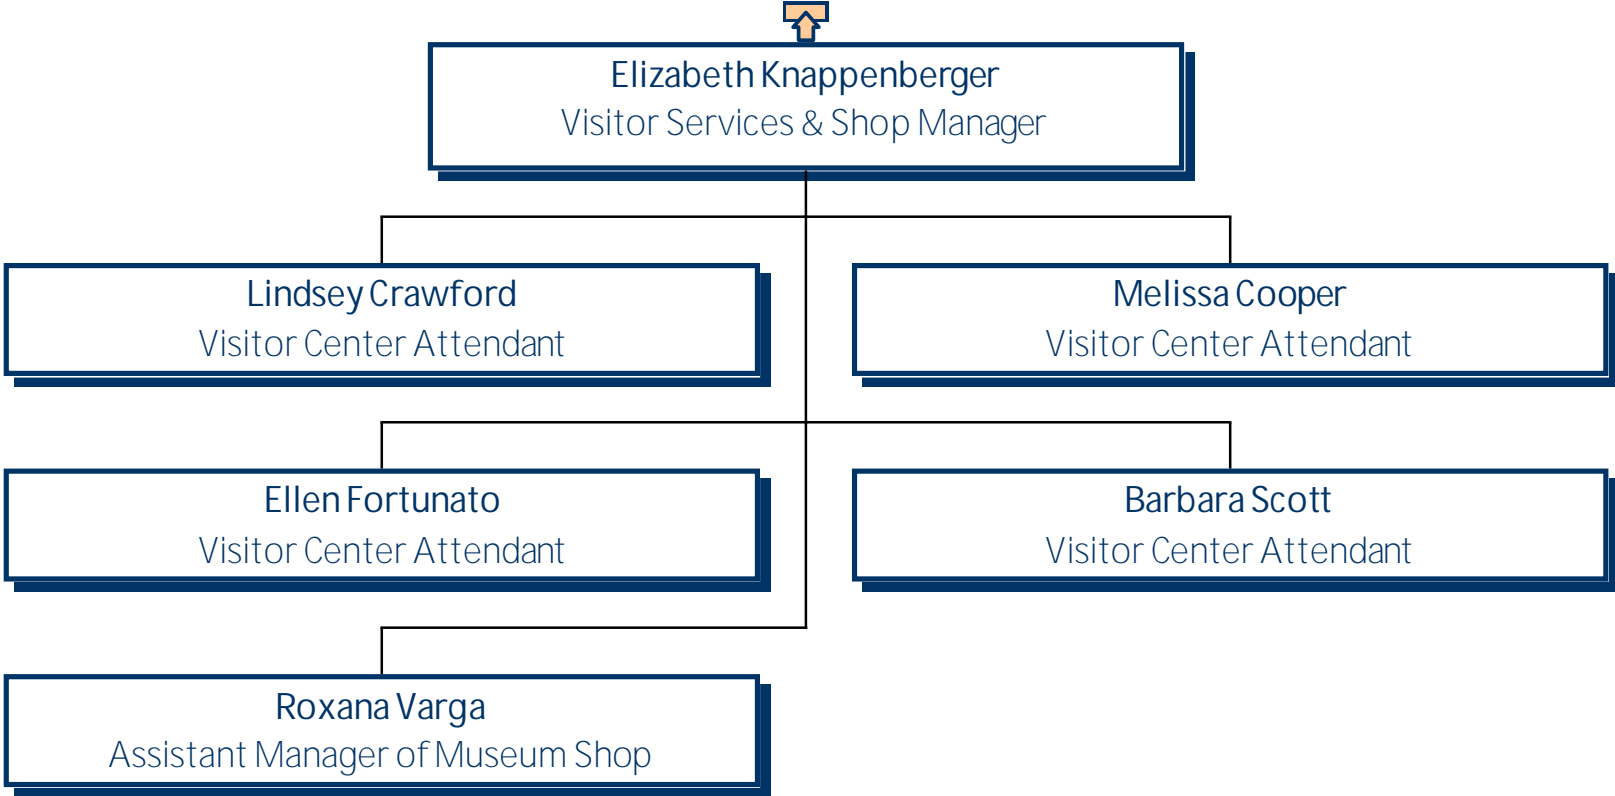 Elizabeth Knappenberger
Visitor Services & Shop Manager
Lindsey Crawford
Visitor Center Attendant
Melissa Cooper
Visitor Center Attendant
Ellen Fortunato
Visitor Center Attendant
Barbara Scott
Visitor Center Attendant
Roxana Varga
Assistant Manager of Museum Shop